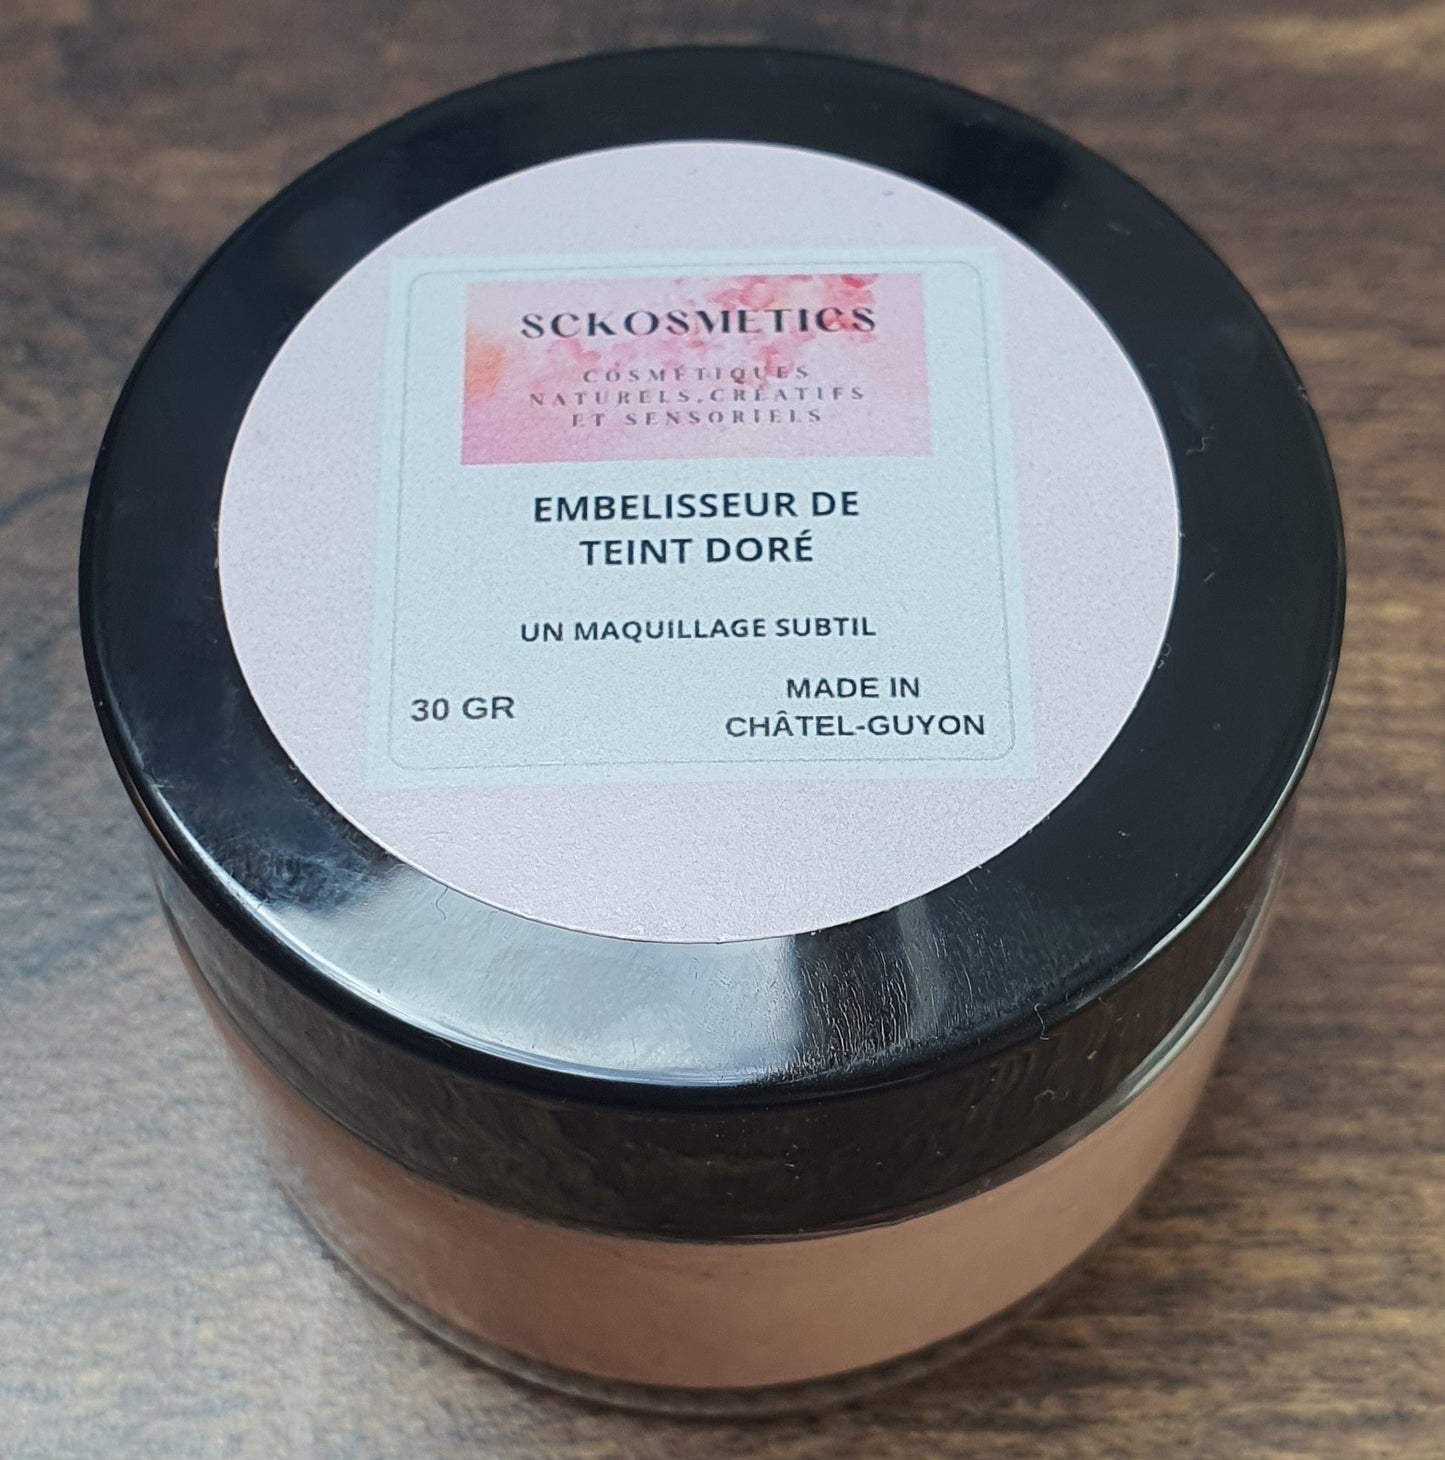 SCKOSMETICS
COSMÉTIQUES
NATURELS, CRÉATIFS
ET SENSORIELS
EMBELISSEUR DE
TEINT DORÉ
UN MAQUILLAGE SUBTIL
30 GR
MADE IN
CHÂTEL-GUYON